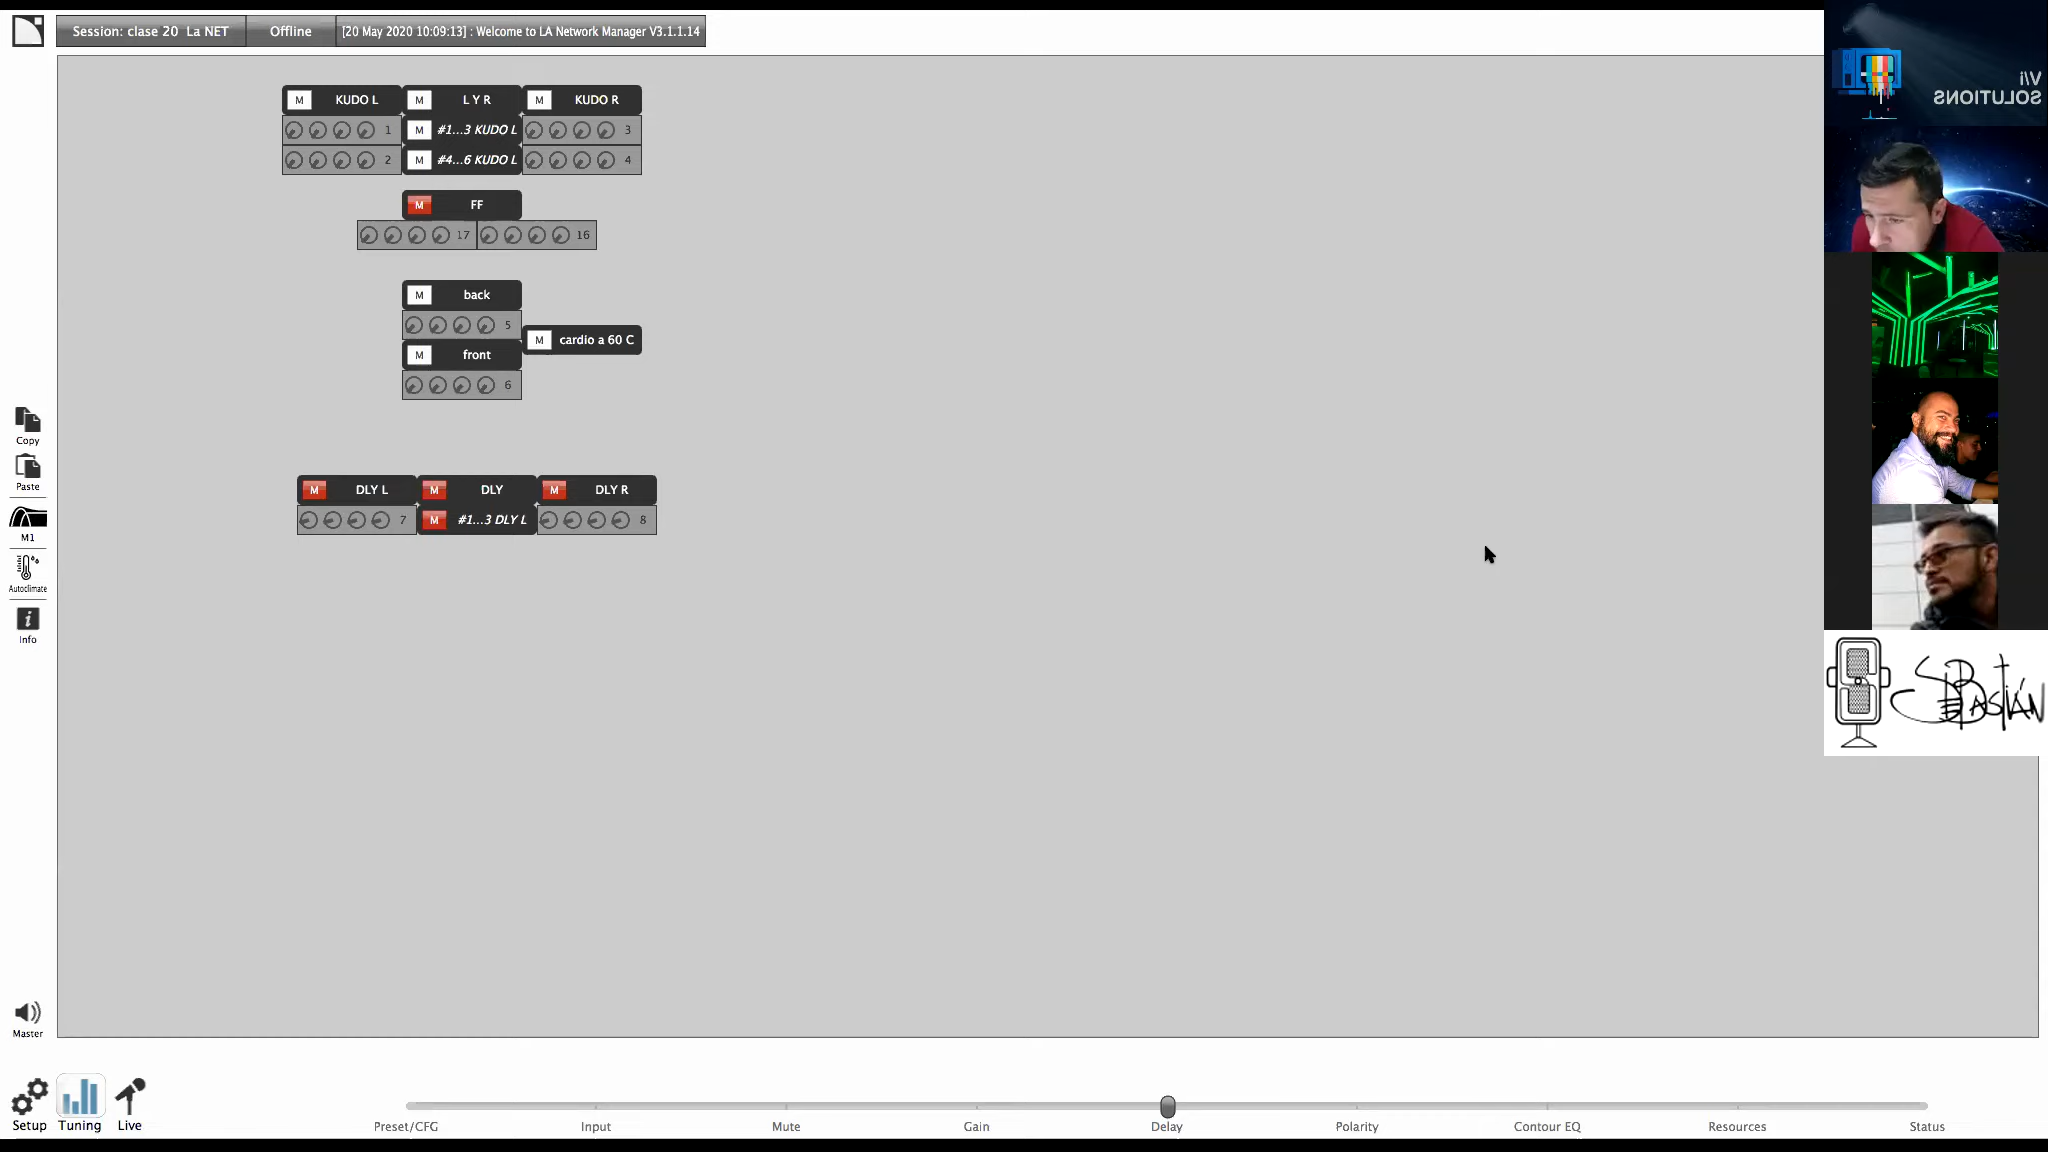 Session: clase 20 La NET
Offline
[20 May 2020 10:09:13] : Welcome to LA Network Manager V3.1.1.14
M KUDO L
M L Y R
M KUDO R
1
M #1...3 KUDO L
3
2
M #4...6 KUDO L
4
M FF
17
16
M back
5
M front
M cardio a 60 C
6
M DLY L
M DLY
M DLY R
7
M #1...3 DLY L
8
Copy
Paste
M1
Autoclimate
Info
Master
Setup
Tuning
Live
Preset/CFG
Input
Mute
Gain
Delay
Polarity
Contour EQ
Resources
Status
V/i
SOLUTIONS
SEBASTIÁN